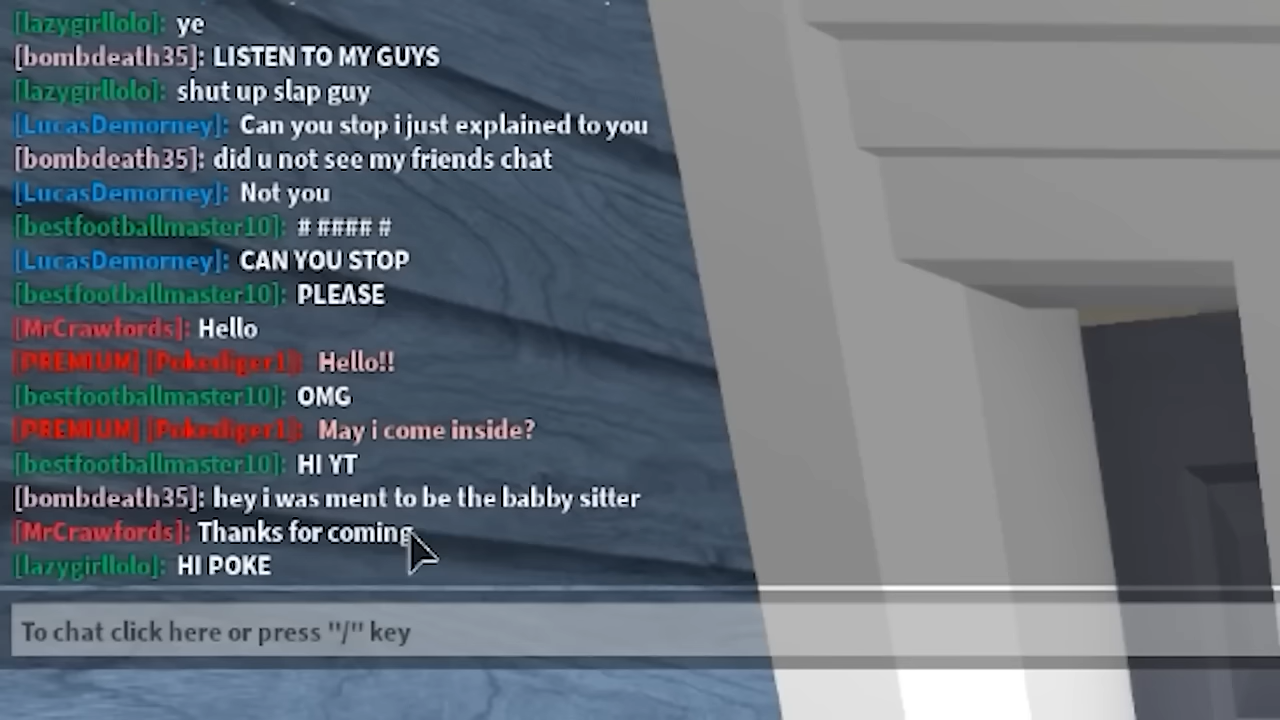 [lazygirllolo]: ye
[bombdeath35]: LISTEN TO MY GUYS
[lazygirllolo]: shut up slap guy
[LucasDemorney]: Can you stop i just explained to you
[bombdeath35]: did u not see my friends chat
[LucasDemorney]: Not you
[bestfootballmaster10]: # #### #
[LucasDemorney]: CAN YOU STOP
[bestfootballmaster10]: PLEASE
[MrCrawfords]: Hello
[PREMIUM] [Pokediger1]: Hello!!
[bestfootballmaster10]: OMG
[PREMIUM] [Pokediger1]: May i come inside?
[bestfootballmaster10]: HI YT
[bombdeath35]: hey i was ment to be the babby sitter
[MrCrawfords]: Thanks for coming
[lazygirllolo]: HI POKE
To chat click here or press "/" key